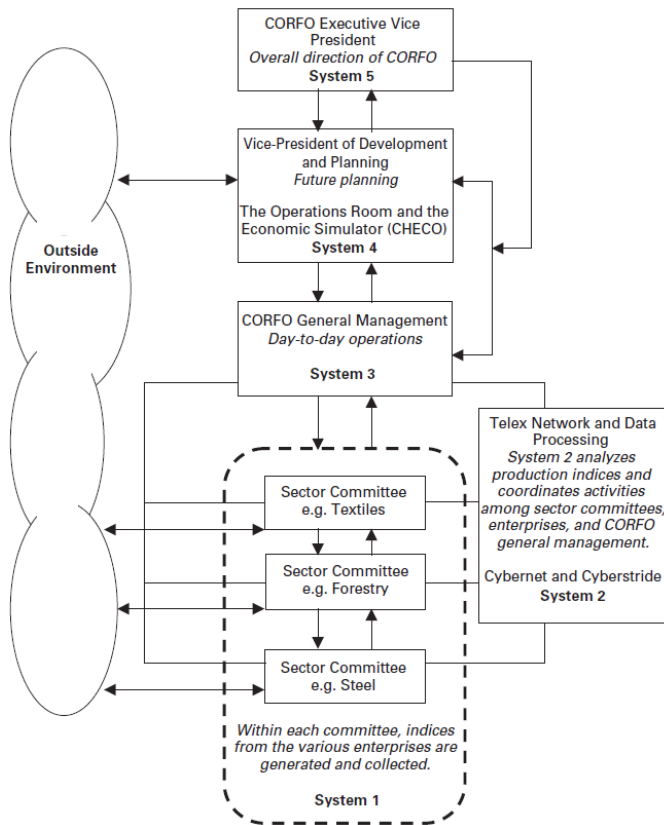 CORFO Executive Vice
President
Overall direction of CORFO
System 5
Vice-President of Development
and Planning
Future planning
The Operations Room and the
Economic Simulator (CHECO)
System 4
Outside
Environment
CORFO General Management
Day-to-day operations
System 3
Telex Network and Data
Processing
System 2 analyzes
production indices and
coordinates activities
among sector committees,
enterprises, and CORFO
general management.
Cybernet and Cyberstride
System 2
Sector Committee
e.g. Textiles
Sector Committee
e.g. Forestry
Sector Committee
e.g. Steel
Within each committee, indices
from the various enterprises are
generated and collected.
System 1